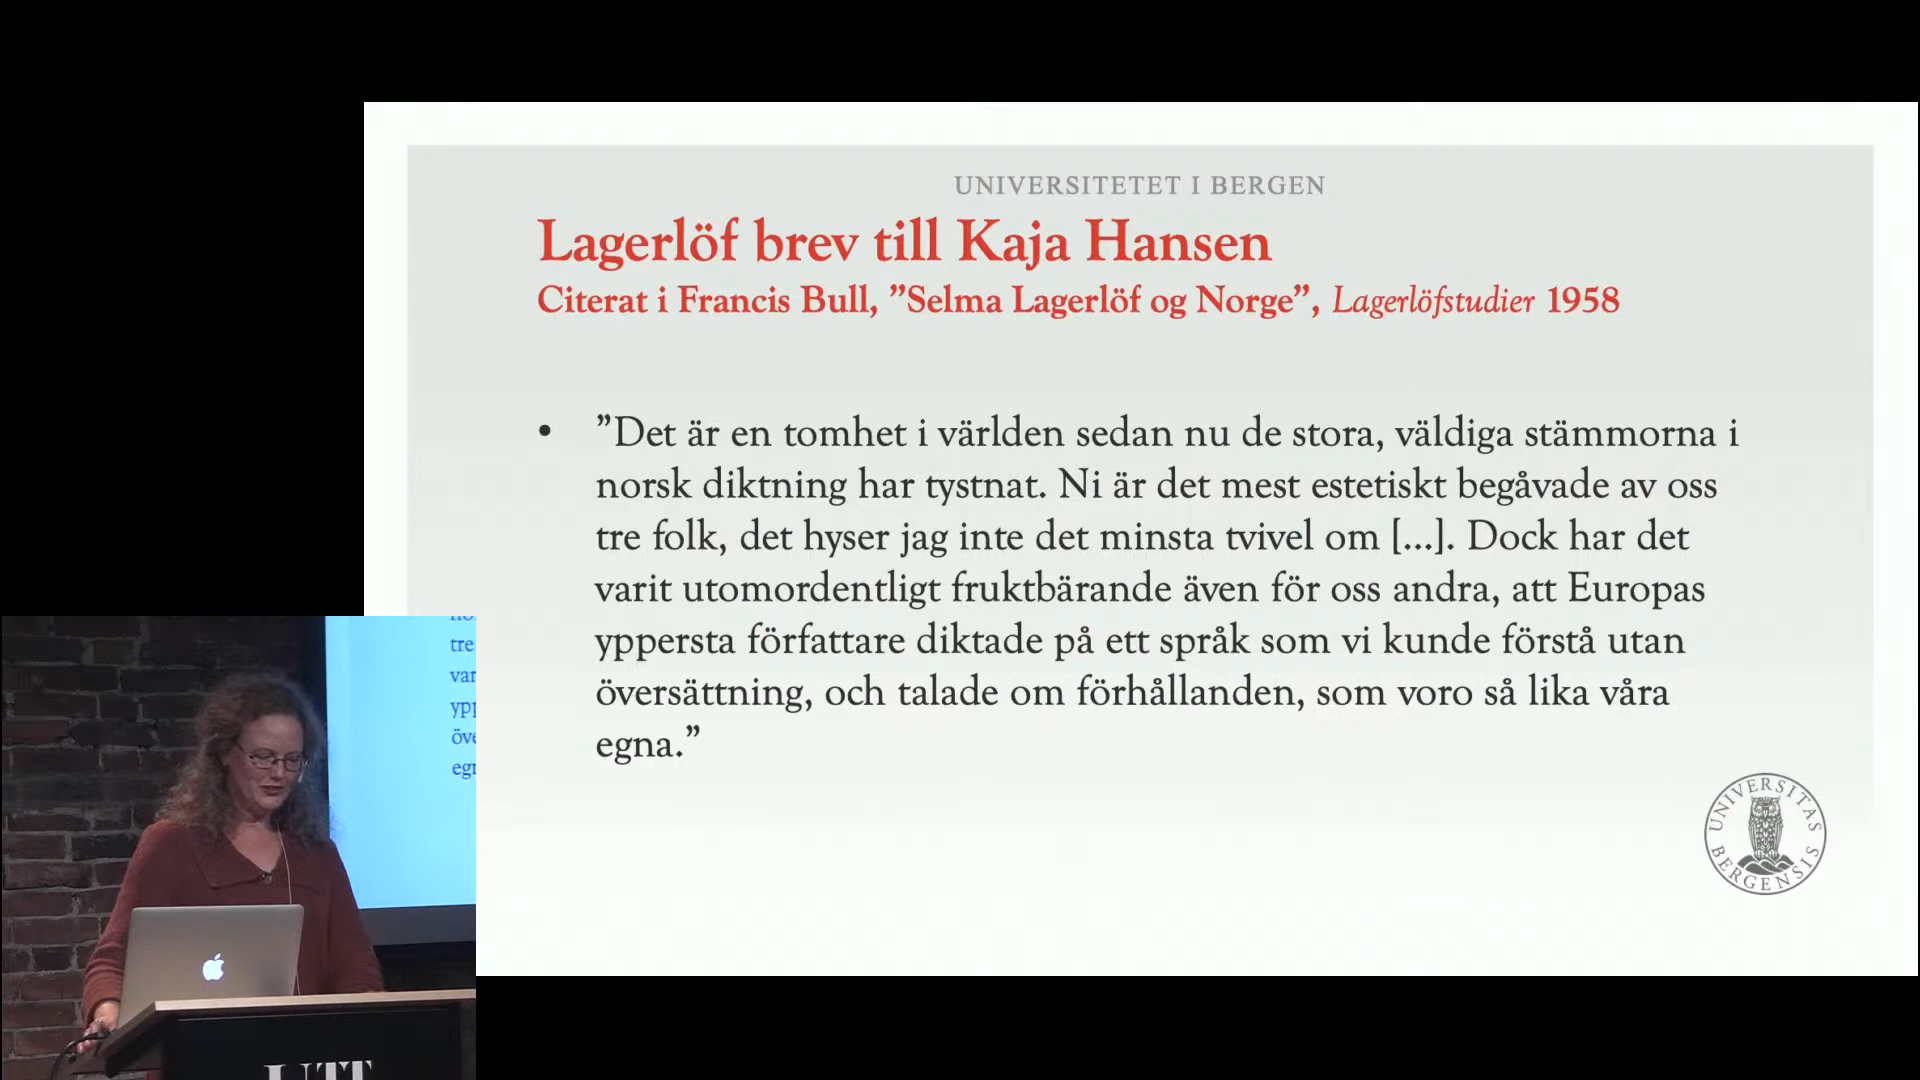 UNIVERSITETET I BERGEN
Lagerlöf brev till Kaja Hansen
Citerat i Francis Bull, ”Selma Lagerlöf og Norge”, Lagerlöfstudier 1958
• ”Det är en tomhet i världen sedan nu de stora, väldiga stämmorna i
norsk diktning har tystnat. Ni är det mest estetiskt begåvade av oss
tre folk, det hyser jag inte det minsta tvivel om [...]. Dock har det
varit utomordentligt fruktbärande även för oss andra, att Europas
yppersta författare diktade på ett språk som vi kunde förstå utan
översättning, och talade om förhållanden, som voro så lika våra
egna.”
UNIVERSITAS
BERGENSIS
tre